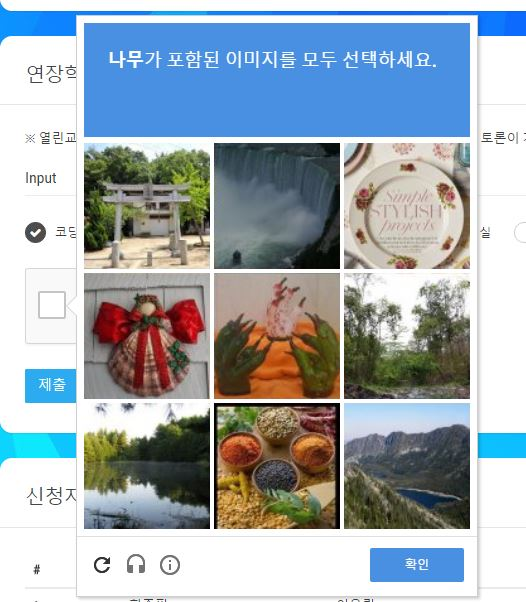 나무가 포함된 이미지를 모두 선택하세요.
연장학
※ 열린교
토론이
Input
코딩
실
Simple
STYLISH
projects
제출
신청자
#
확인